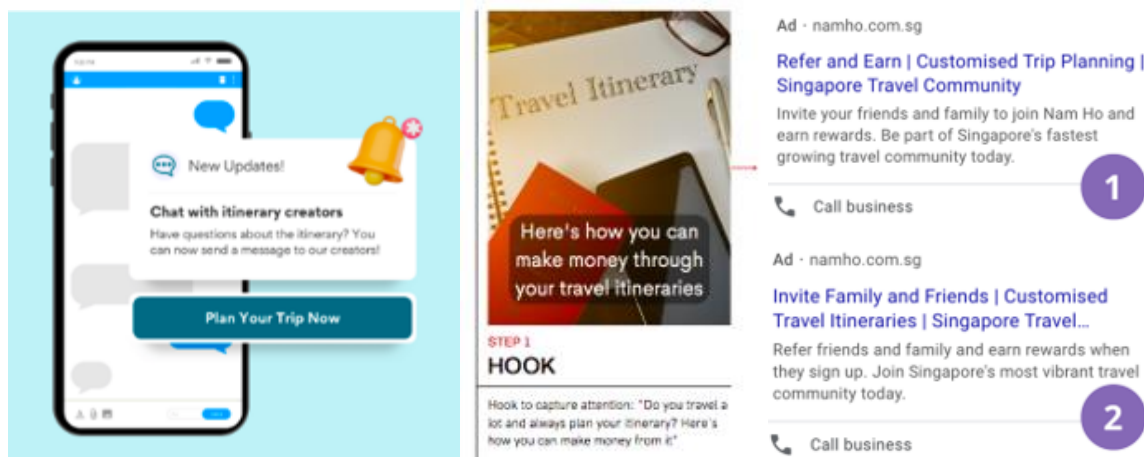 New Updates!
Chat with itinerary creators
Have questions about the itinerary? You
can now send a message to our creators!
Plan Your Trip Now
Travel Itinerary
Here's how you can
make money through
your travel itineraries
STEP 1
HOOK
Hook to capture attention: "Do you travel a
lot and always plan your itinerary? Here's
how you can make money from it"
Ad · namho.com.sg
Refer and Earn | Customised Trip Planning |
Singapore Travel Community
Invite your friends and family to join Nam Ho and
earn rewards. Be part of Singapore's fastest
growing travel community today.
1
Call business
Ad · namho.com.sg
Invite Family and Friends | Customised
Travel Itineraries | Singapore Travel...
Refer friends and family and earn rewards when
they sign up. Join Singapore's most vibrant travel
community today.
2
Call business